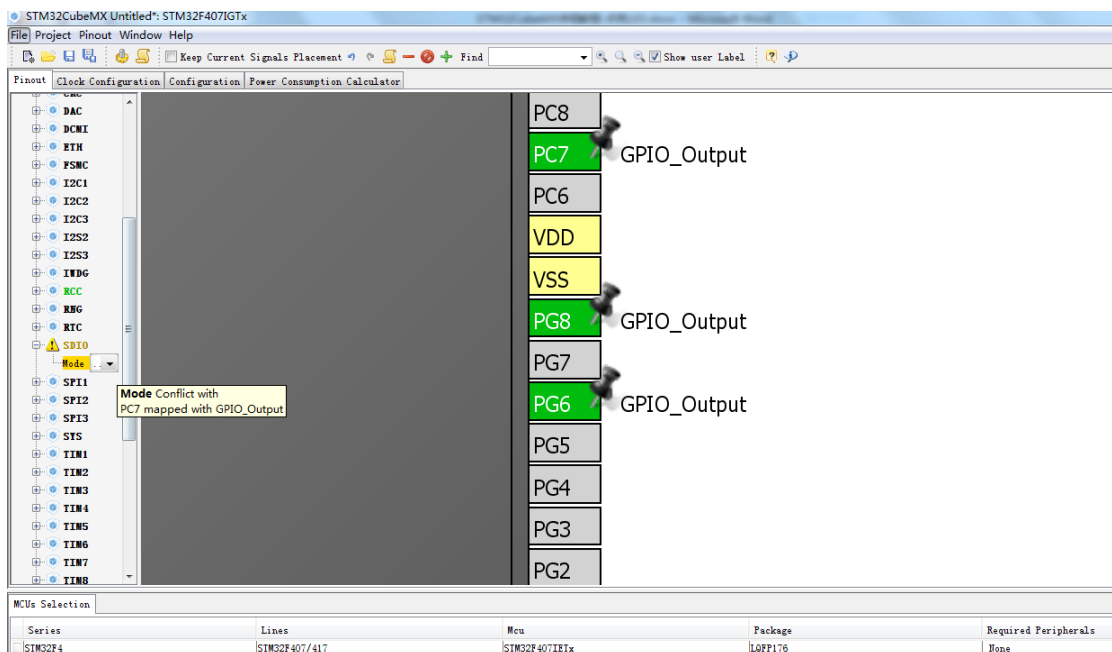 STM32CubeMX Untitled*: STM32F407IGTx
File Project Pinout Window Help
Keep Current Signals Placement Find Show user Label
Pinout Clock Configuration Configuration Power Consumption Calculator
DAC
DCMI
ETH
FSMC
I2C1
I2C2
I2C3
I2S2
I2S3
IWDG
RCC
RNG
RTC
SDIO
Mode
SPI1
SPI2
SPI3
SYS
TIM1
TIM2
TIM3
TIM4
TIM5
TIM6
TIM7
TIM8
Mode Conflict with
PC7 mapped with GPIO_Output
PC8
PC7 GPIO_Output
PC6
VDD
VSS
PG8 GPIO_Output
PG7
PG6 GPIO_Output
PG5
PG4
PG3
PG2
MCUs Selection
Series Lines Mcu Package Required Peripherals
STM32F4 STM32F407/417 STM32F407IETx LQFP176 None